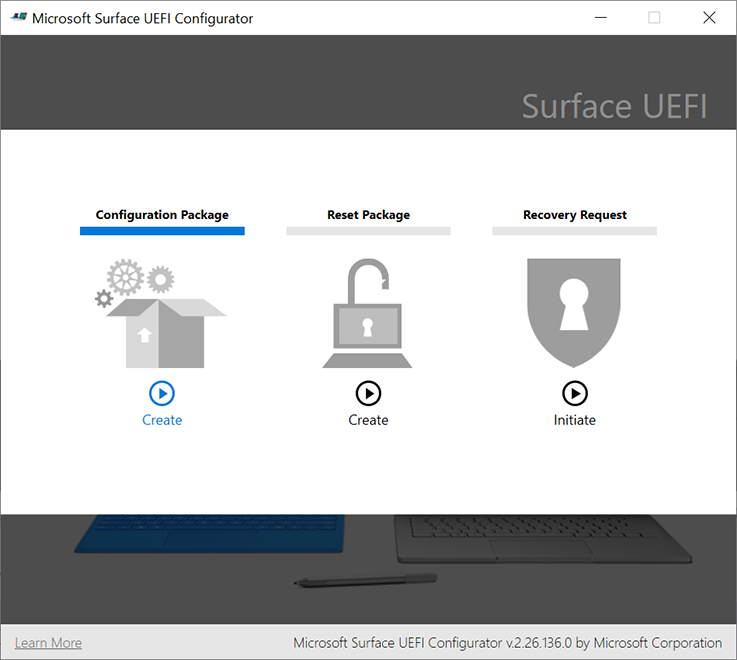 Microsoft Surface UEFI Configurator
Surface UEFI
Configuration Package
Reset Package
Recovery Request
Create
Create
Initiate
Learn More
Microsoft Surface UEFI Configurator v.2.26.136.0 by Microsoft Corporation